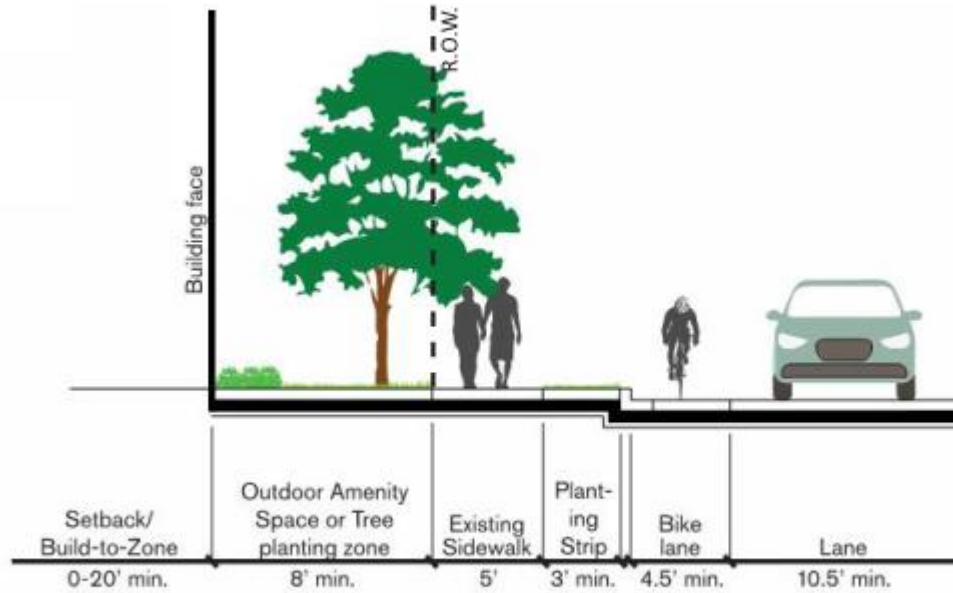 R.O.W.
Building face
Setback/
Build-to-Zone
0-20' min.
Outdoor Amenity
Space or Tree
planting zone
8' min.
Existing
Sidewalk
5'
Plant-
ing
Strip
3' min.
Bike
lane
4.5' min.
Lane
10.5' min.